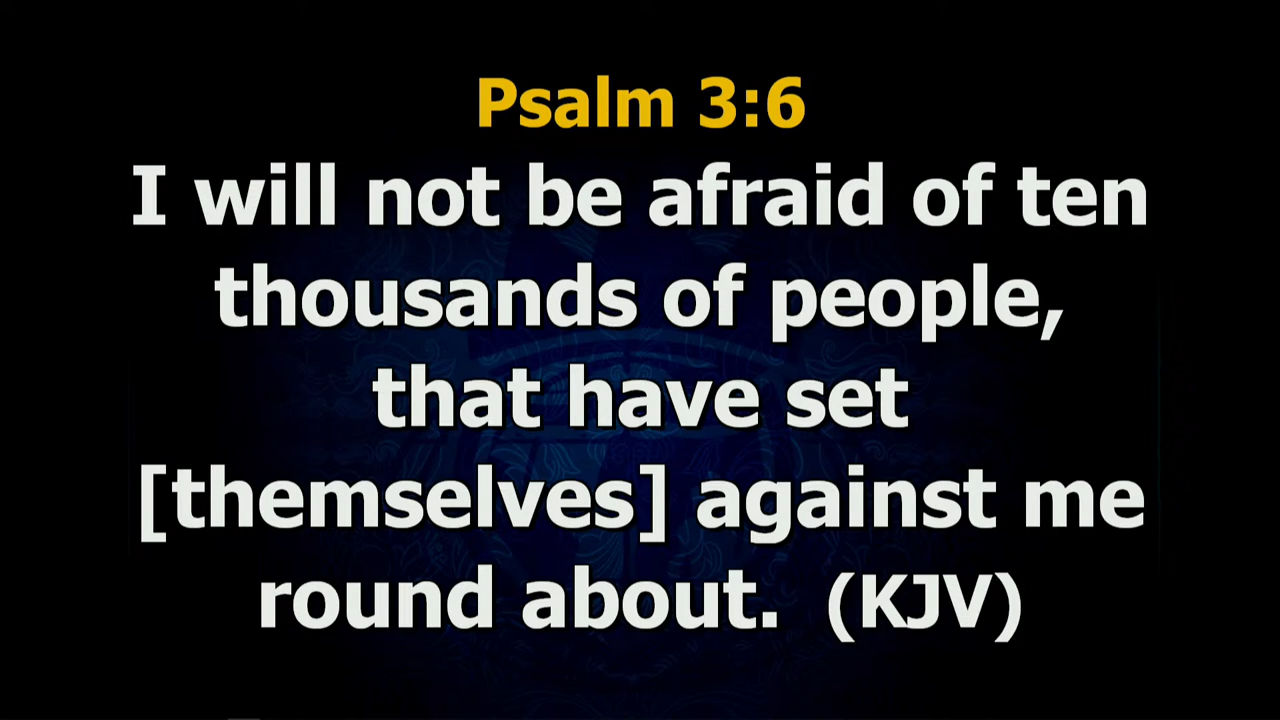 Psalm 3:6
I will not be afraid of ten
thousands of people,
that have set
[themselves] against me
round about.  (KJV)